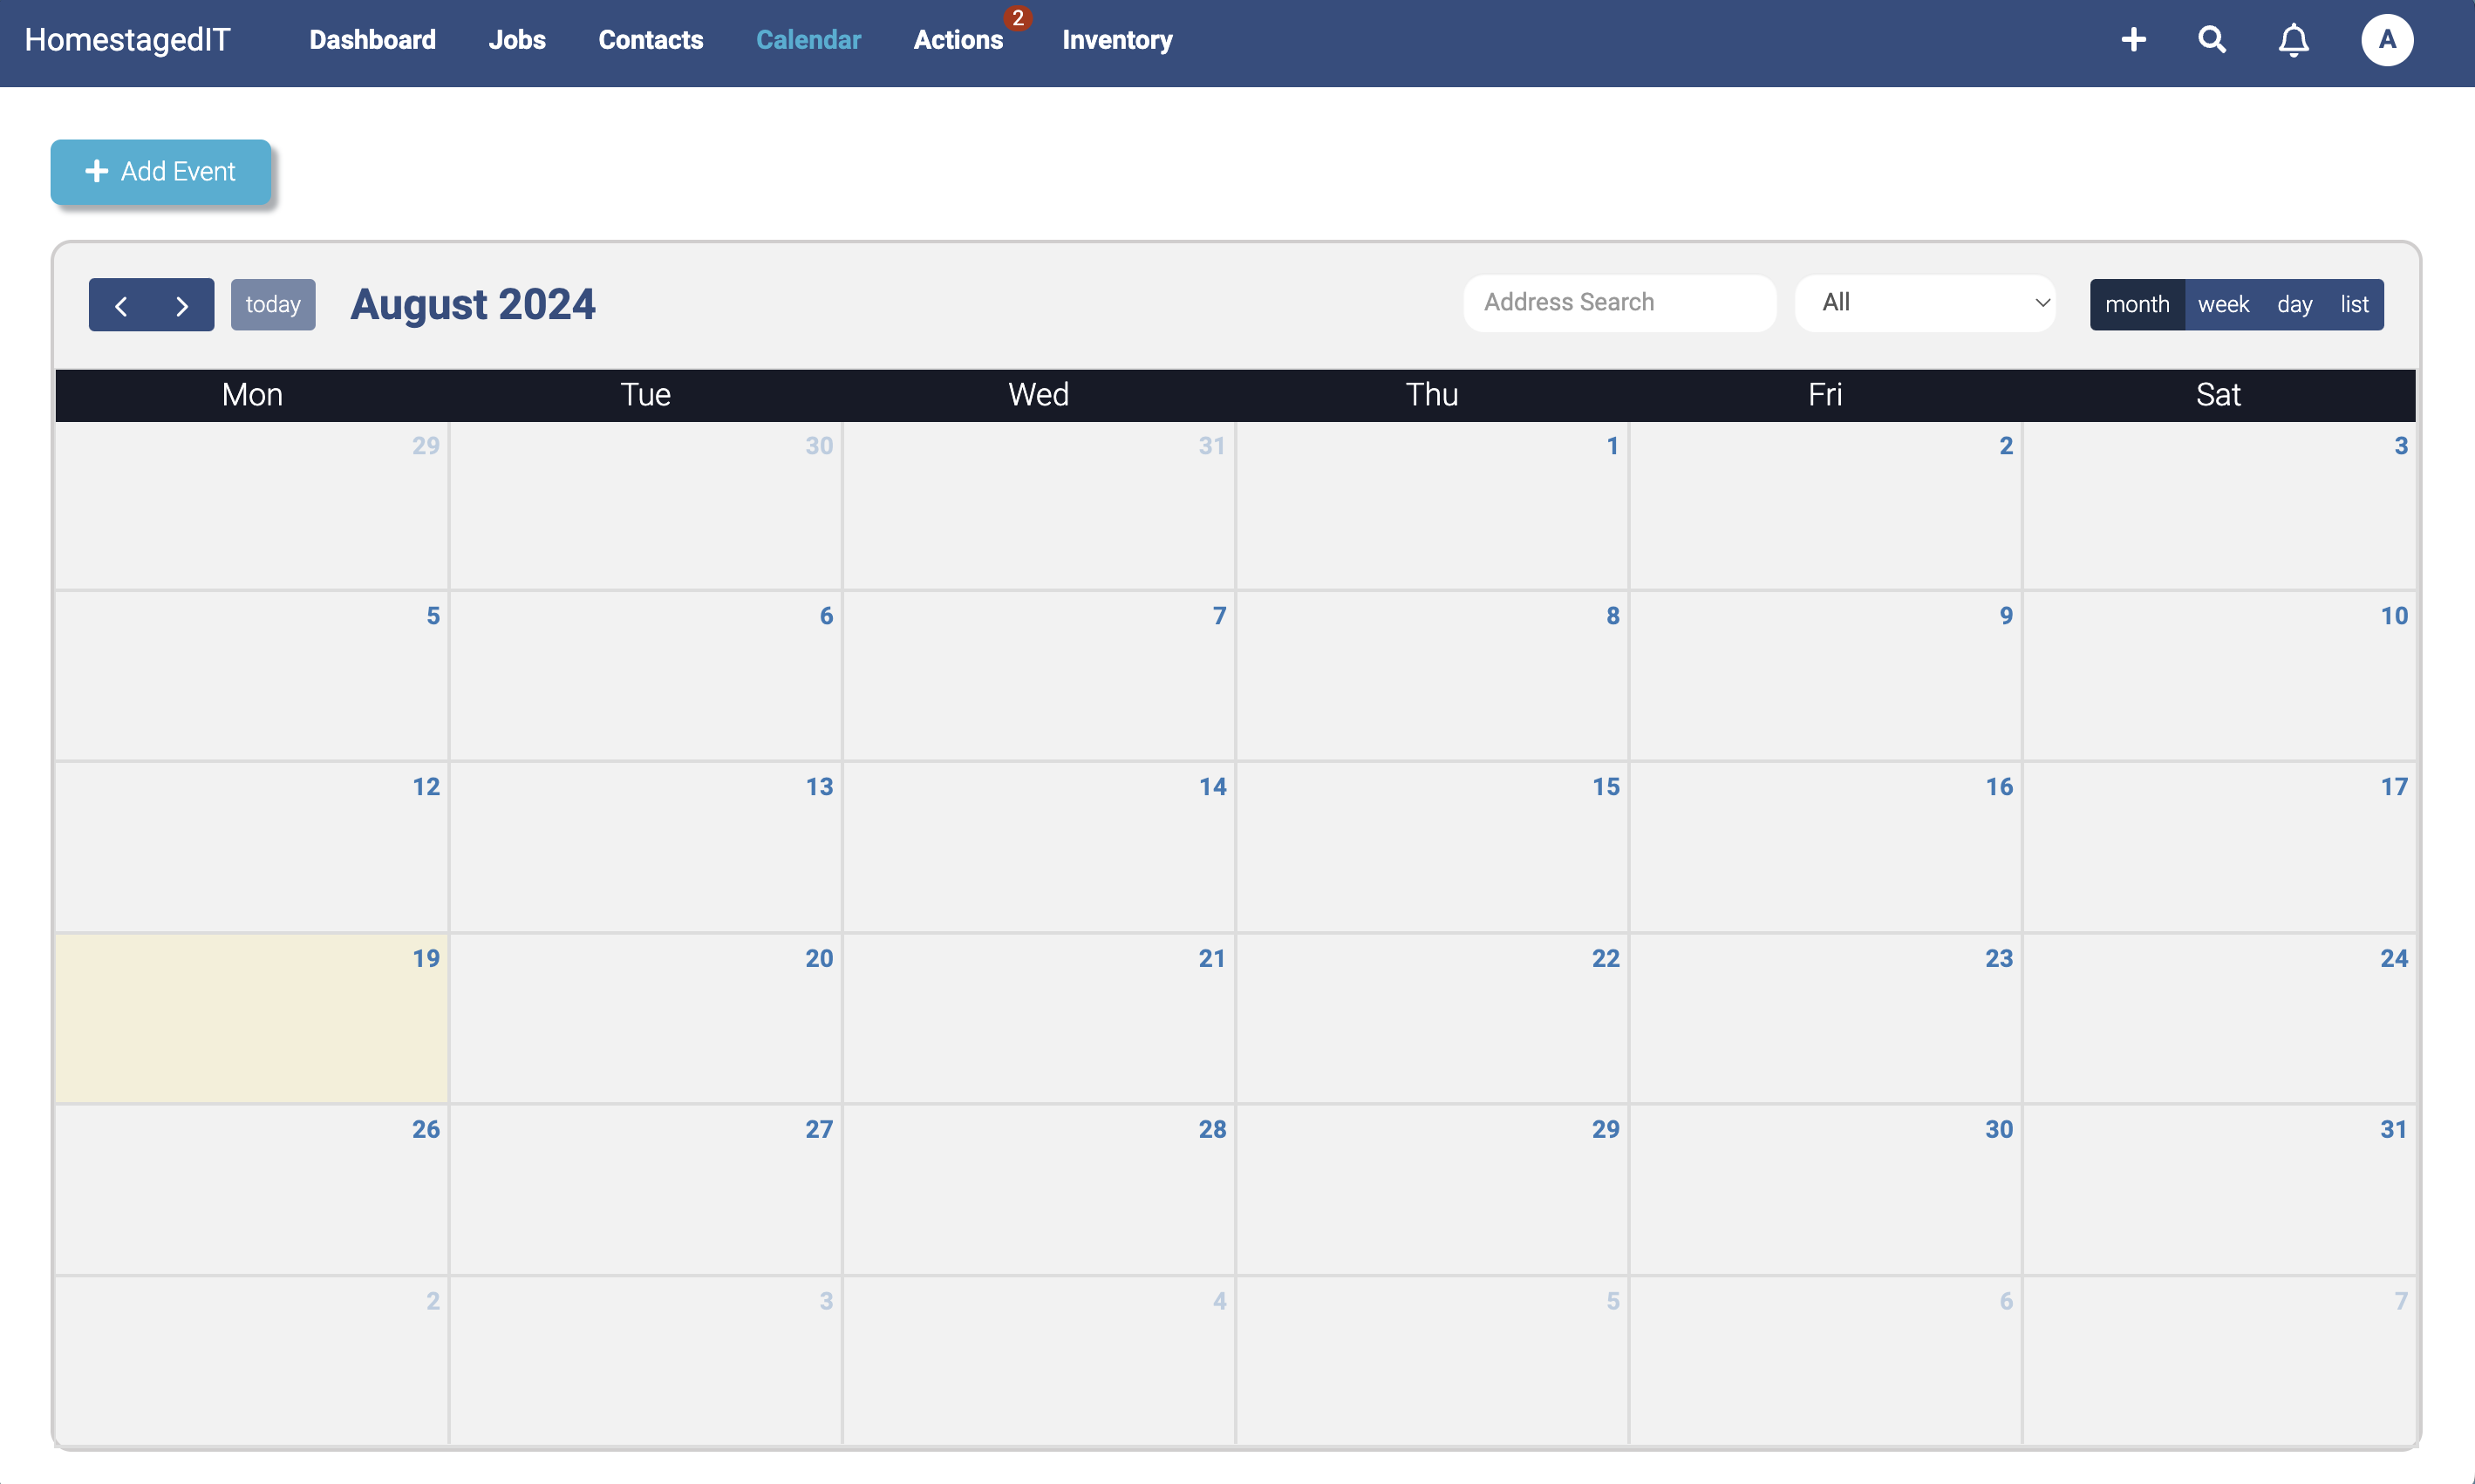 HomestagedIT Dashboard Jobs Contacts Calendar Actions 2 Inventory A
Add Event
today August 2024 Address Search All month week day list
Mon Tue Wed Thu Fri Sat
29 30 31 1 2 3
5 6 7 8 9 10
12 13 14 15 16 17
19 20 21 22 23 24
26 27 28 29 30 31
2 3 4 5 6 7